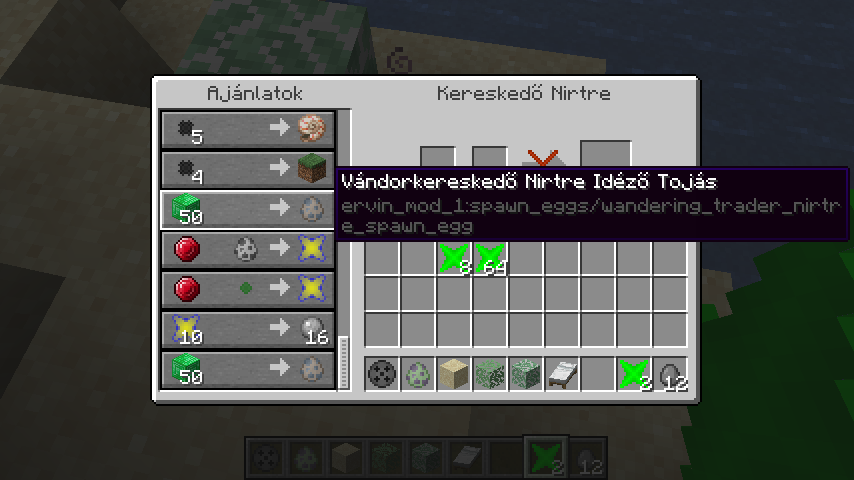 Ajánlatok
Kereskedő Nirtre
5
4
Vándorkereskedő Nirtre Idéző Tojás
ervin_mod_1:spawn_eggs/wandering_trader_nirtr
e_spawn_egg
50
8
64
10
16
50
2
12
2
12